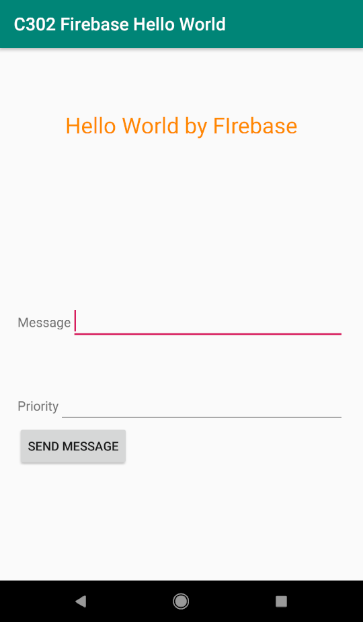 C302 Firebase Hello World
Hello World by FIrebase
Message
Priority
SEND MESSAGE